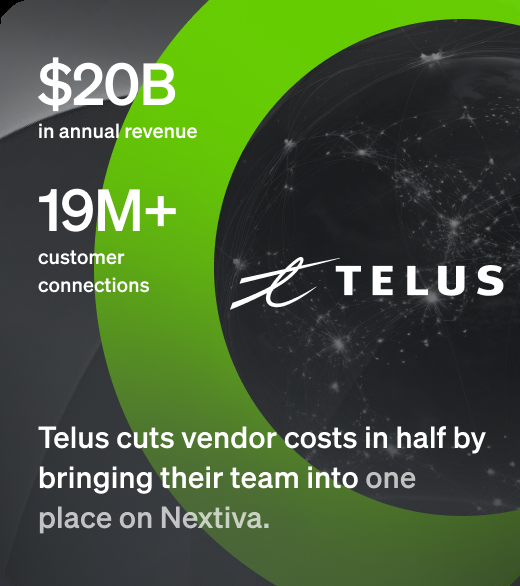 $20B
in annual revenue
19M+
customer
connections
TELUS
Telus cuts vendor costs in half by
bringing their team into one
place on Nextiva.